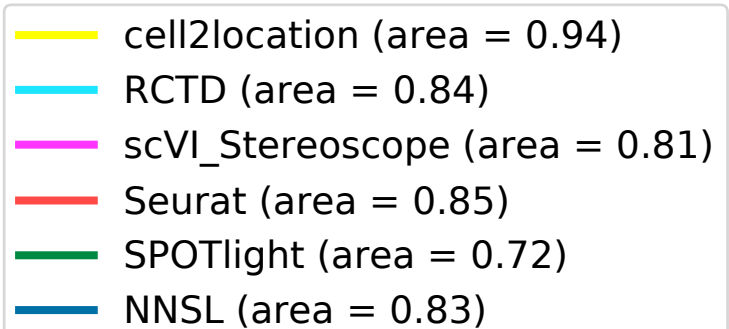 cell2location (area = 0.94)
RCTD (area = 0.84)
scVI_Stereoscope (area = 0.81)
Seurat (area = 0.85)
SPOTlight (area = 0.72)
NNSL (area = 0.83)